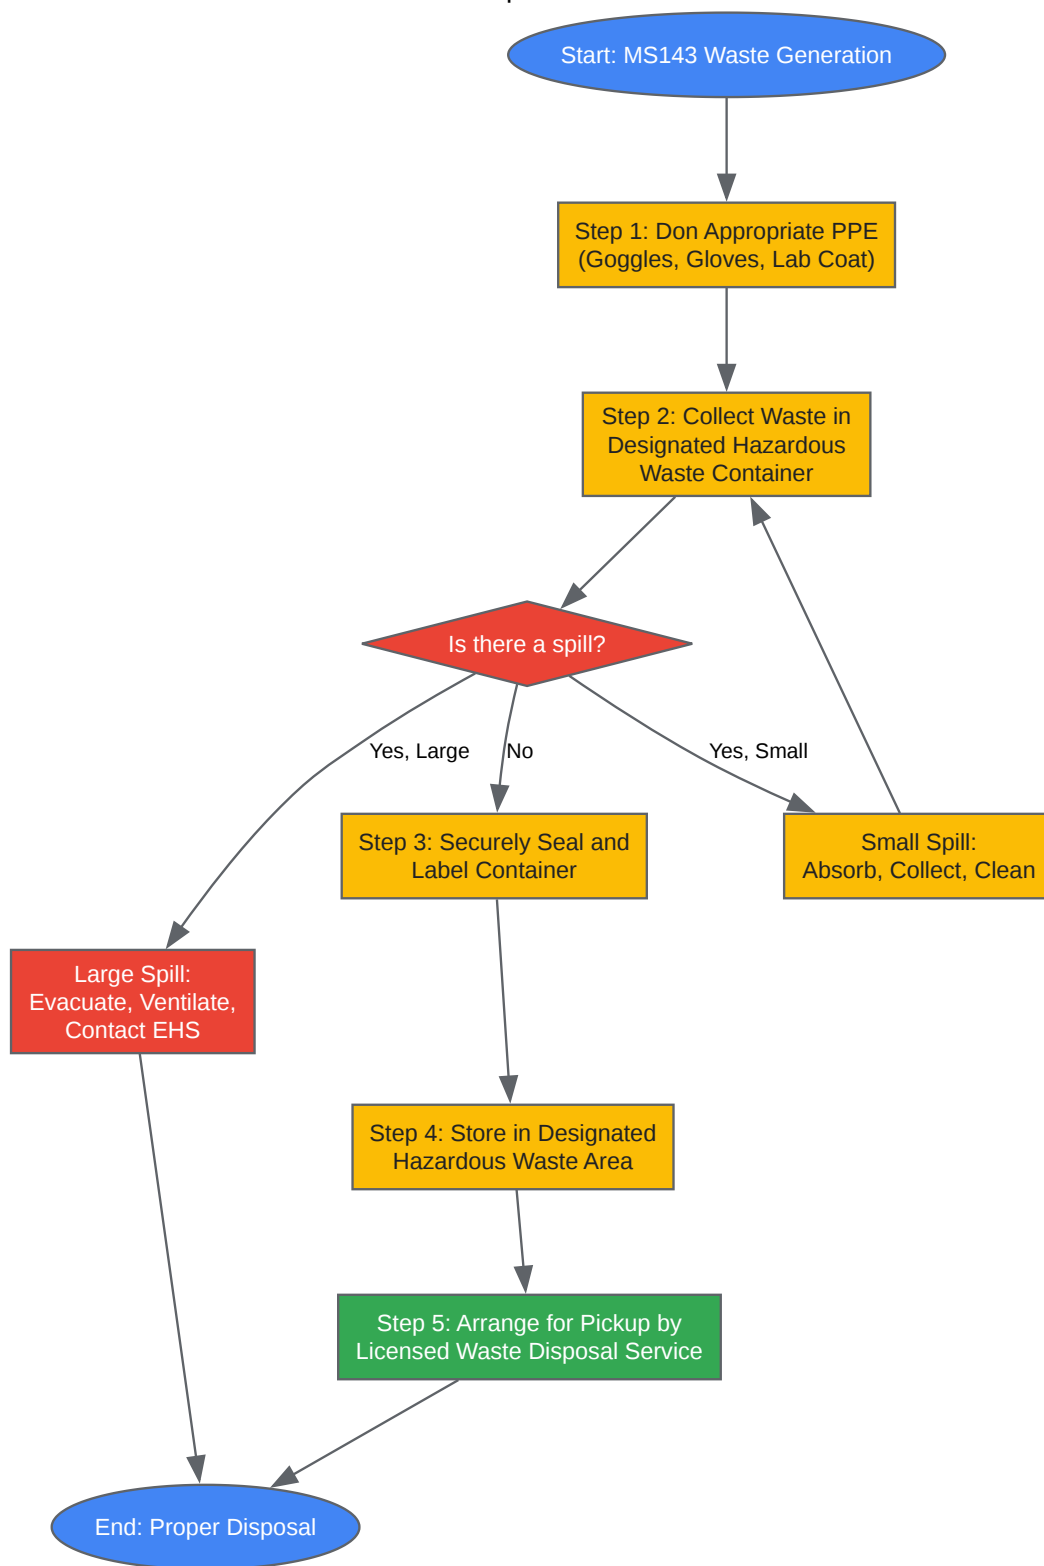 Start: MS143 Waste Generation
Step 1: Don Appropriate PPE
(Goggles, Gloves, Lab Coat)
Step 2: Collect Waste in
Designated Hazardous
Waste Container
Is there a spill?
Yes, Large
No
Yes, Small
Step 3: Securely Seal and
Label Container
Small Spill:
Absorb, Collect, Clean
Large Spill:
Evacuate, Ventilate,
Contact EHS
Step 4: Store in Designated
Hazardous Waste Area
Step 5: Arrange for Pickup by
Licensed Waste Disposal Service
End: Proper Disposal